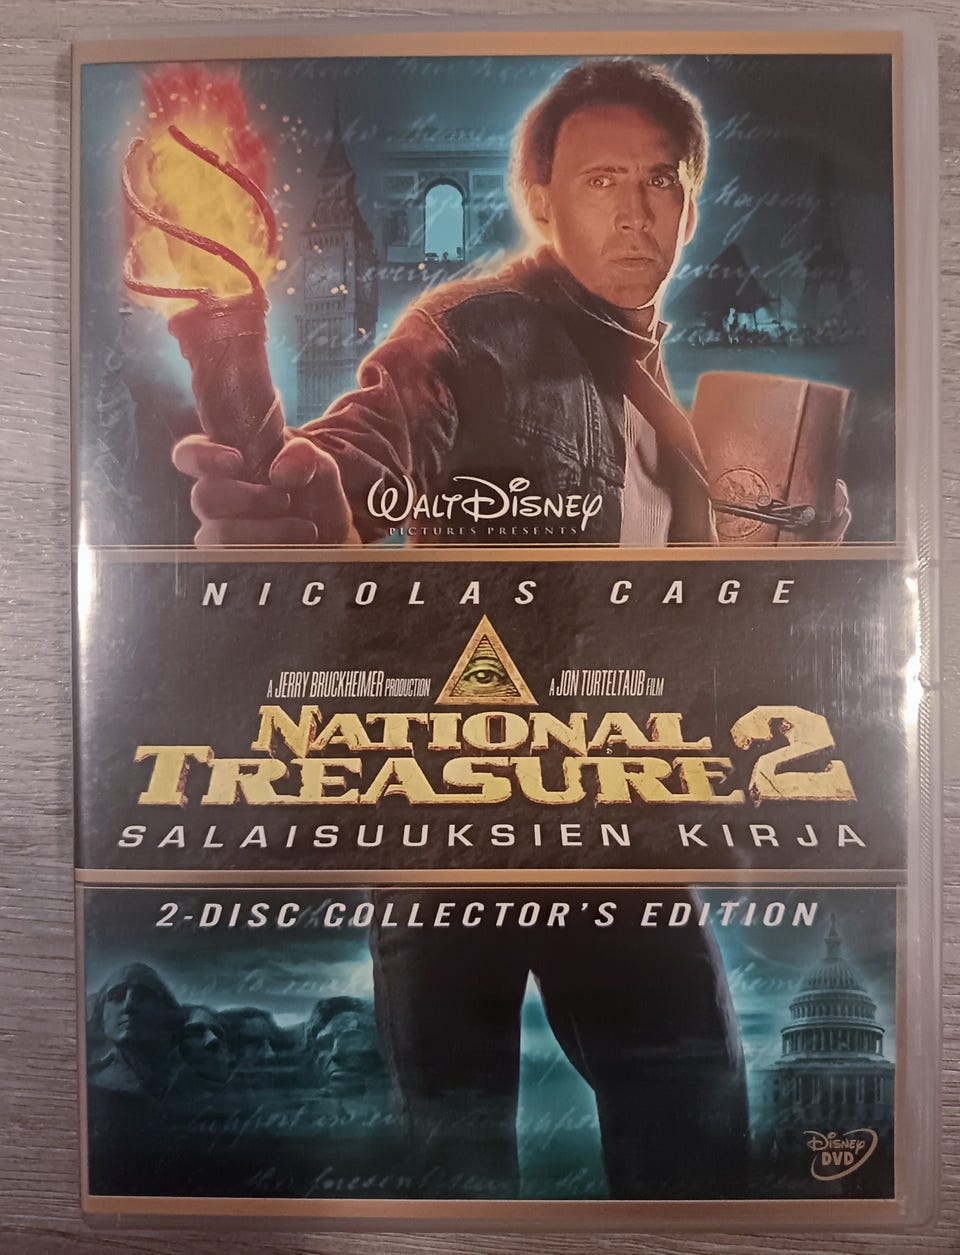 WALT DISNEY
PICTURES PRESENTS
NICOLAS CAGE
A JERRY BRUCKHEIMER PRODUCTION A JON TURTELTAUB FILM
NATIONAL
TREASURE 2
SALAISUUKSIEN KIRJA
2-DISC COLLECTOR'S EDITION
DISNEY
DVD